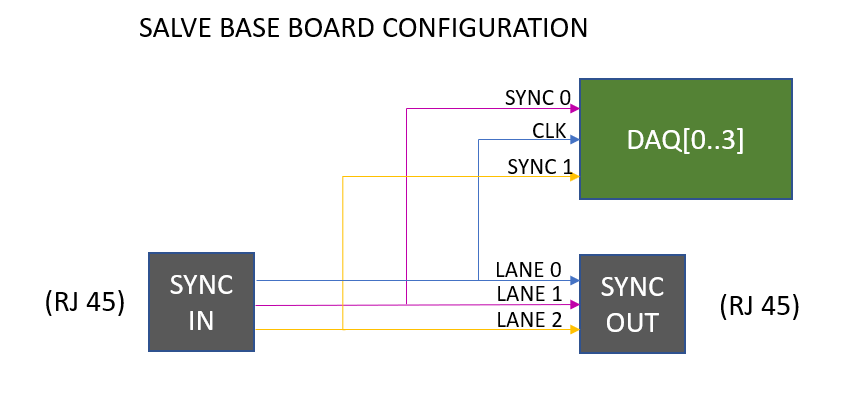 SALVE BASE BOARD CONFIGURATION
SYNC 0
CLK
SYNC 1
DAQ[0..3]
(RJ 45)
SYNC
IN
LANE 0
LANE 1
LANE 2
SYNC
OUT
(RJ 45)